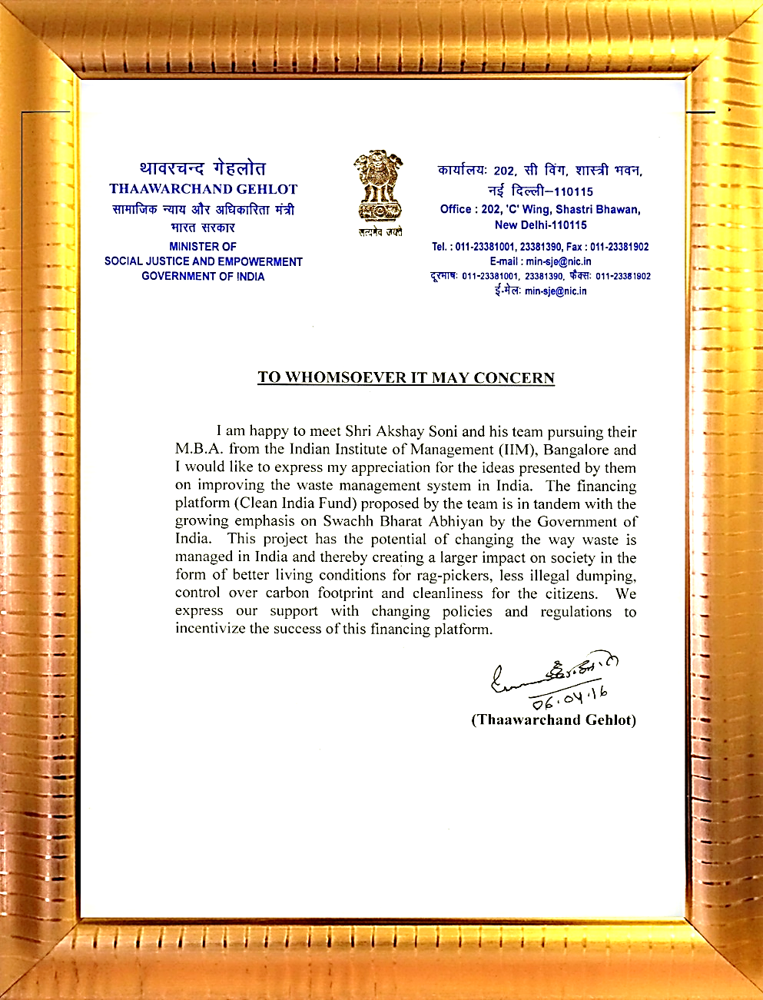 थावरचन्द गेहलोत
THAAWARCHAND GEHLOT
सामाजिक न्याय और अधिकारिता मंत्री
भारत सरकार
MINISTER OF
SOCIAL JUSTICE AND EMPOWERMENT
GOVERNMENT OF INDIA
सत्यमेव जयते
कार्यालयः 202, सी विंग, शास्त्री भवन,
नई दिल्ली–110115
Office : 202, 'C' Wing, Shastri Bhawan,
New Delhi-110115
Tel. : 011-23381001, 23381390, Fax : 011-23381902
E-mail : min-sje@nic.in
दूरभाषः 011-23381001, 23381390, फैक्सः 011-23381902
ई-मेलः min-sje@nic.in
TO WHOMSOEVER IT MAY CONCERN
I am happy to meet Shri Akshay Soni and his team pursuing their
M.B.A. from the Indian Institute of Management (IIM), Bangalore and
I would like to express my appreciation for the ideas presented by them
on improving the waste management system in India. The financing
platform (Clean India Fund) proposed by the team is in tandem with the
growing emphasis on Swachh Bharat Abhiyan by the Government of
India. This project has the potential of changing the way waste is
managed in India and thereby creating a larger impact on society in the
form of better living conditions for rag-pickers, less illegal dumping,
control over carbon footprint and cleanliness for the citizens. We
express our support with changing policies and regulations to
incentivize the success of this financing platform.
06.04.16
(Thaawarchand Gehlot)